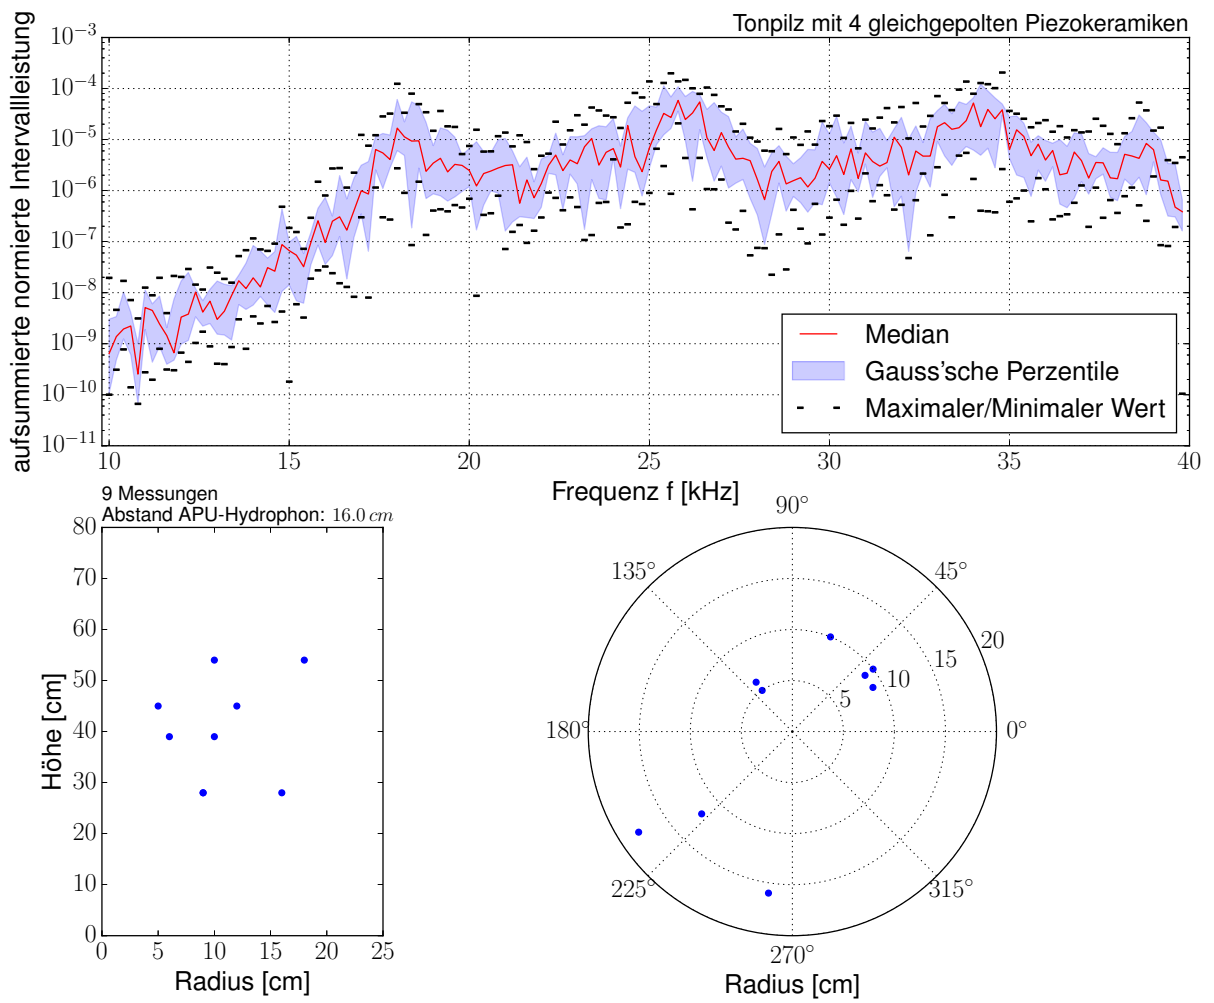 Tonpilz mit 4 gleichgepolten Piezokeramiken
aufsummierte normierte Intervalleistung
10⁻³
10⁻⁴
10⁻⁵
10⁻⁶
10⁻⁷
10⁻⁸
10⁻⁹
10⁻¹⁰
10⁻¹¹
Median
Gauss'sche Perzentile
Maximaler/Minimaler Wert
10 15 20 25 30 35 40
Frequenz f [kHz]
9 Messungen
Abstand APU-Hydrophon: 16.0 cm
Höhe [cm]
80
70
60
50
40
30
20
10
0
0 5 10 15 20 25
Radius [cm]
90°
135° 45°
20
15
10
5
180° 0°
225° 315°
270°
Radius [cm]